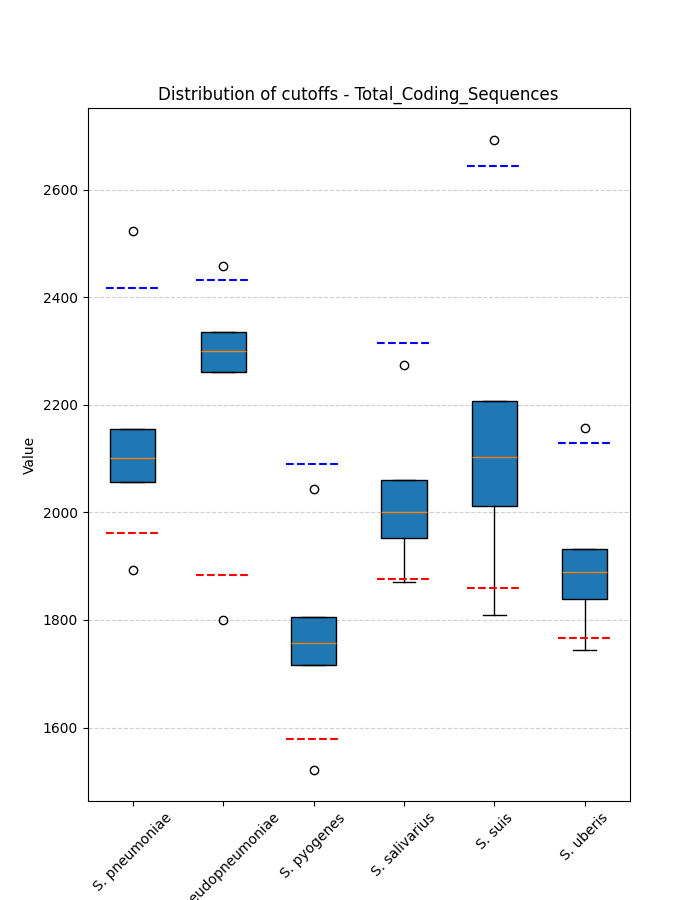 Distribution of cutoffs - Total_Coding_Sequences
Value
2600
2400
2200
2000
1800
1600
S. pneumoniae
eudopneumoniae
S. pyogenes
S. salivarius
S. suis
S. uberis